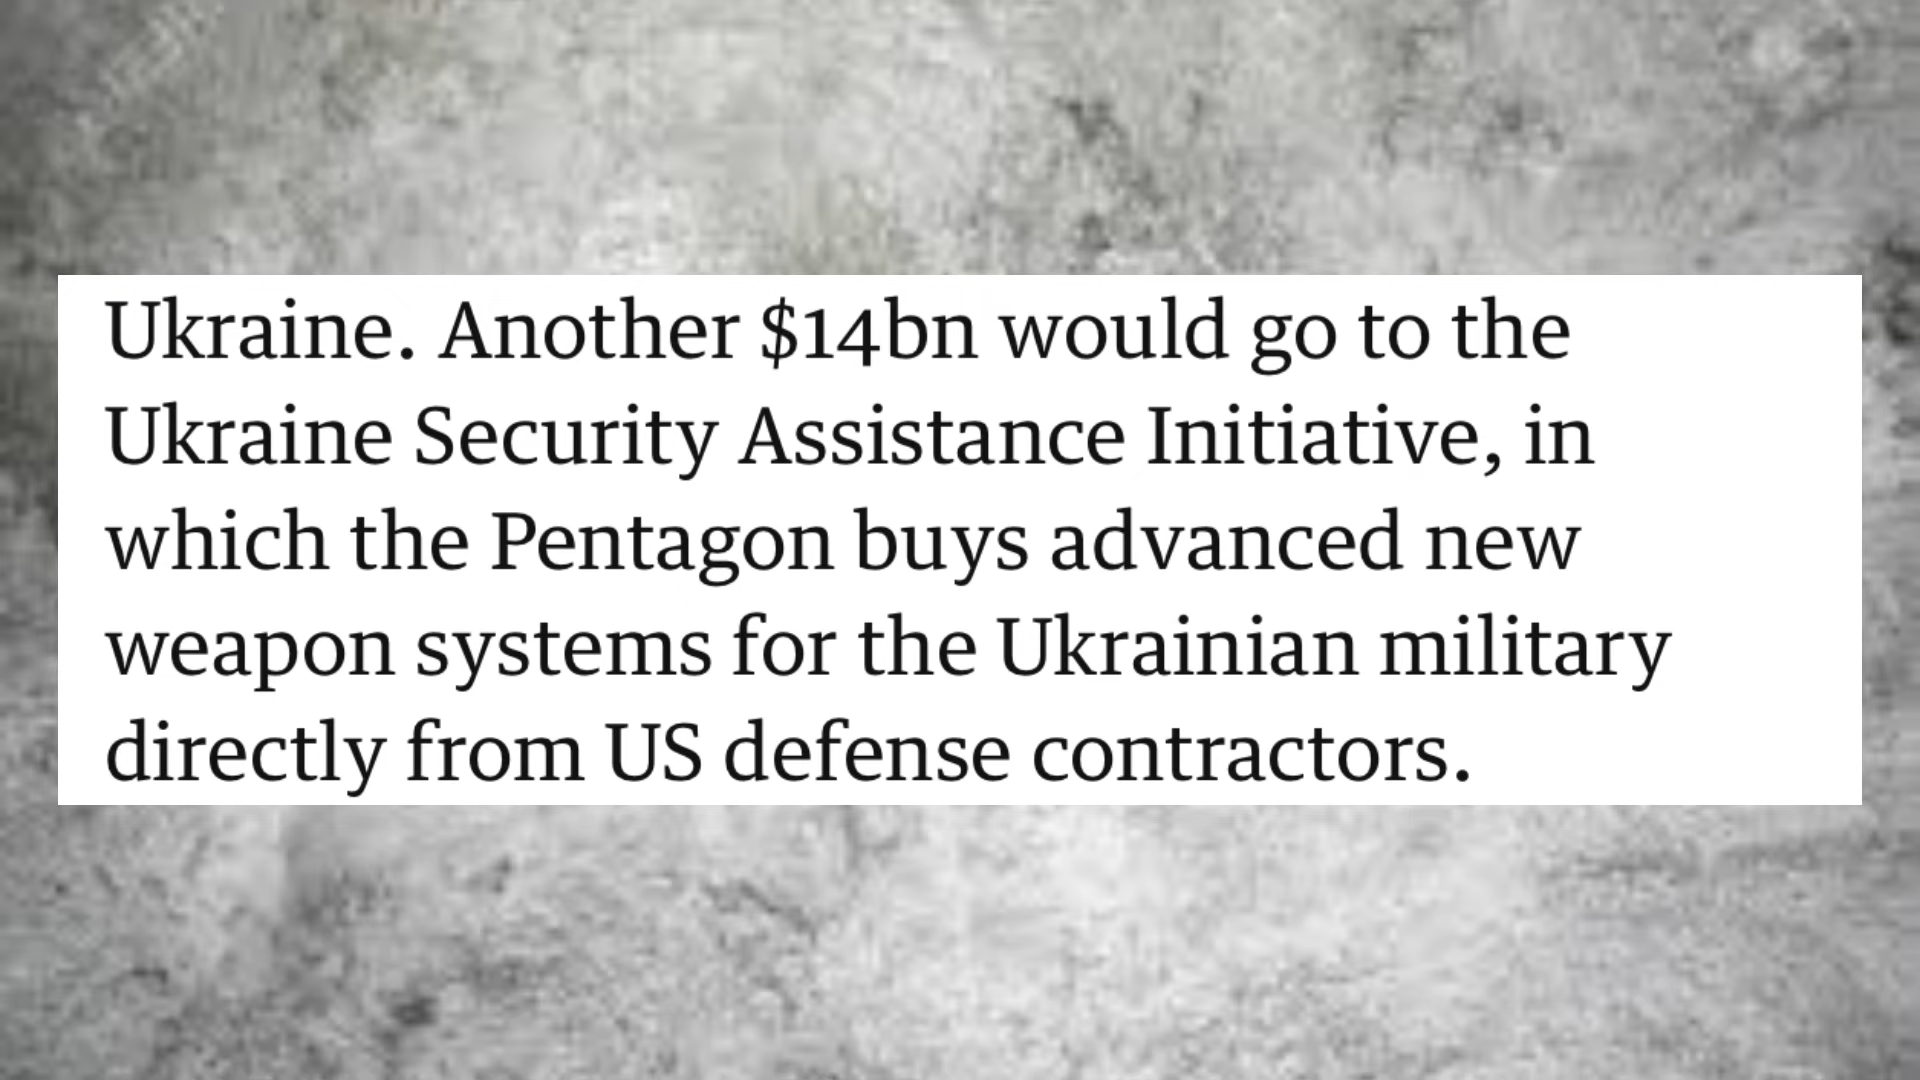 Ukraine. Another $14bn would go to the
Ukraine Security Assistance Initiative, in
which the Pentagon buys advanced new
weapon systems for the Ukrainian military
directly from US defense contractors.